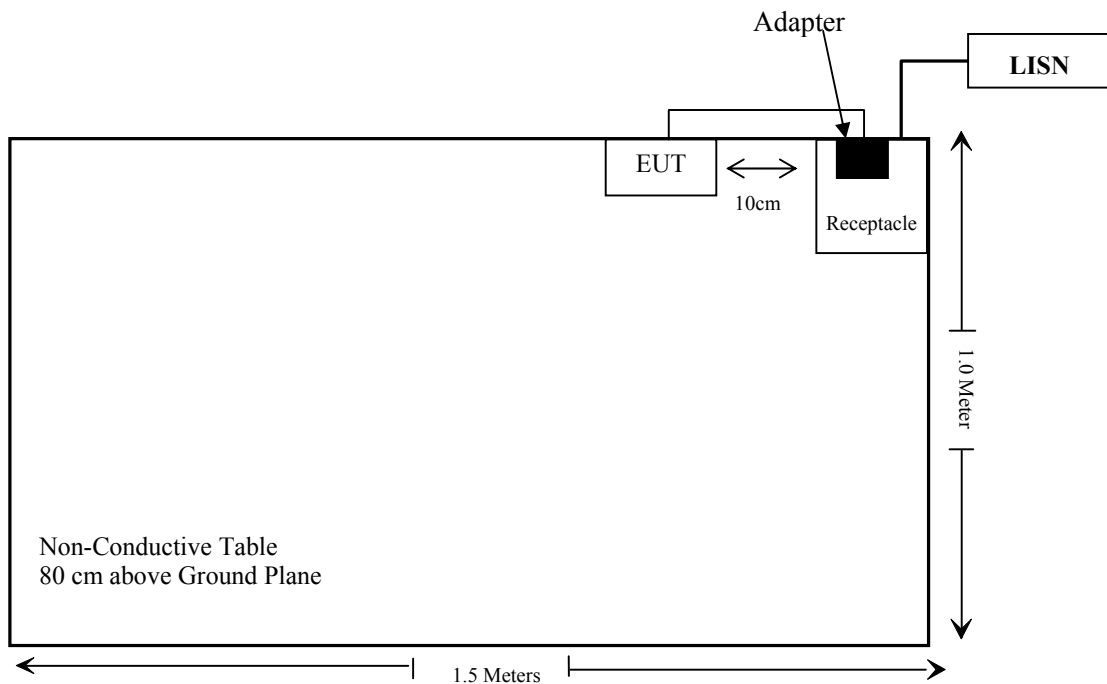 Adapter
LISN
EUT
10cm
Receptacle
1.0 Meter
Non-Conductive Table
80 cm above Ground Plane
1.5 Meters